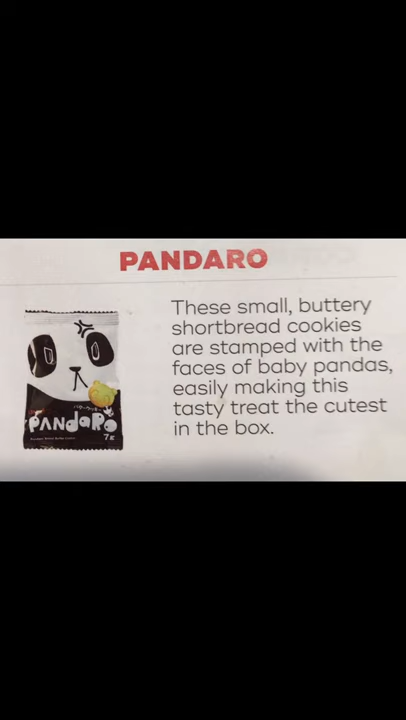 PANDARO
These small, buttery
shortbread cookies
are stamped with the
faces of baby pandas,
easily making this
tasty treat the cutest
in the box.
PANDARO
7g